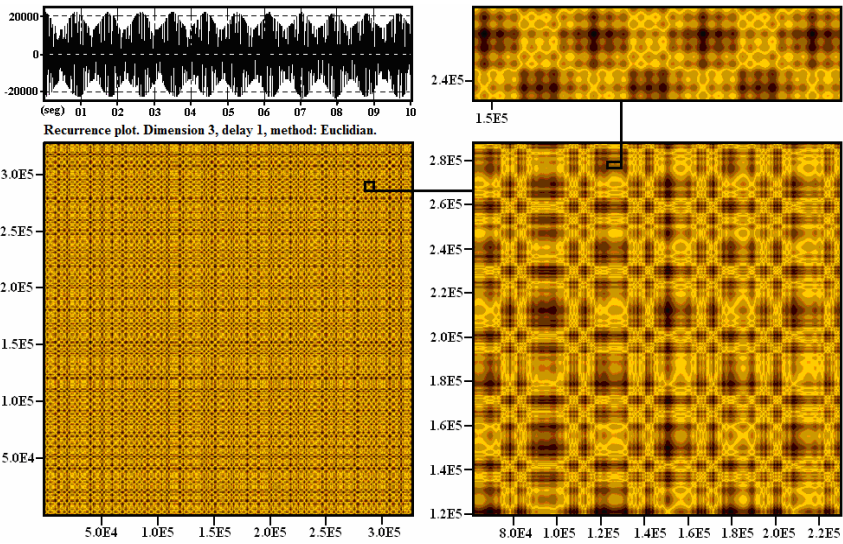 20000
0
-20000
(seg) 01 02 03 04 05 06 07 08 09 10
Recurrence plot. Dimension 3, delay 1, method: Euclidian.
3.0E5
2.5E5
2.0E5
1.5E5
1.0E5
5.0E4
5.0E4 1.0E5 1.5E5 2.0E5 2.5E5 3.0E5
2.4E5
1.5E5
2.8E5
2.6E5
2.4E5
2.2E5
2.0E5
1.8E5
1.6E5
1.4E5
1.2E5
8.0E4 1.0E5 1.2E5 1.4E5 1.6E5 1.8E5 2.0E5 2.2E5